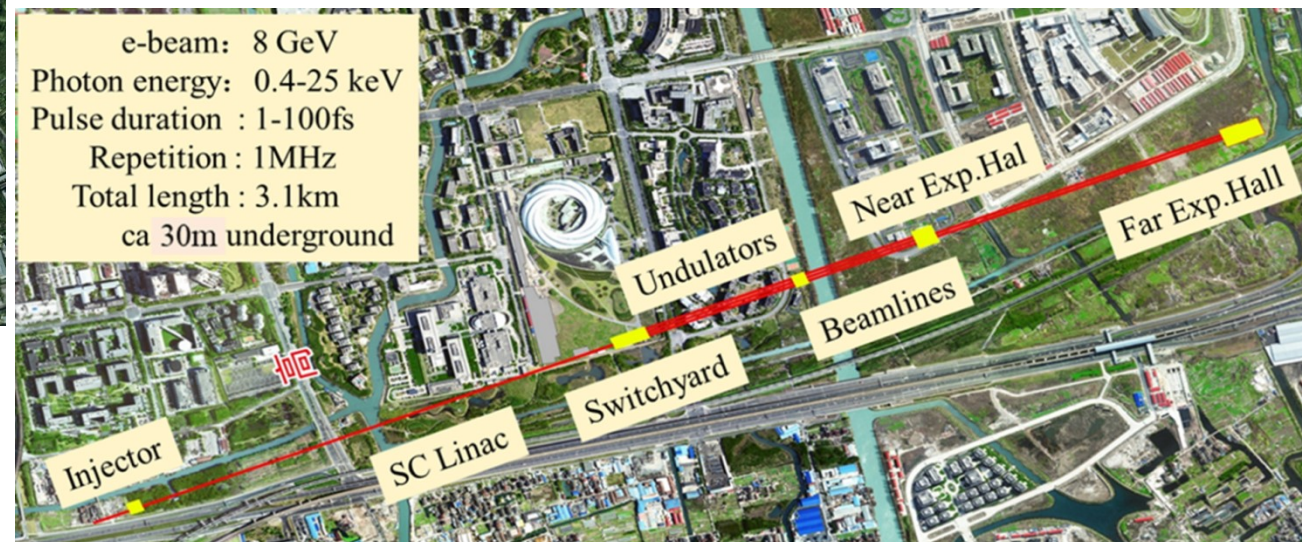 e-beam: 8 GeV
Photon energy: 0.4-25 keV
Pulse duration : 1-100fs
Repetition : 1MHz
Total length : 3.1km
ca 30m underground
Near Exp.Hal
Far Exp.Hall
Undulators
Beamlines
Switchyard
SC Linac
Injector